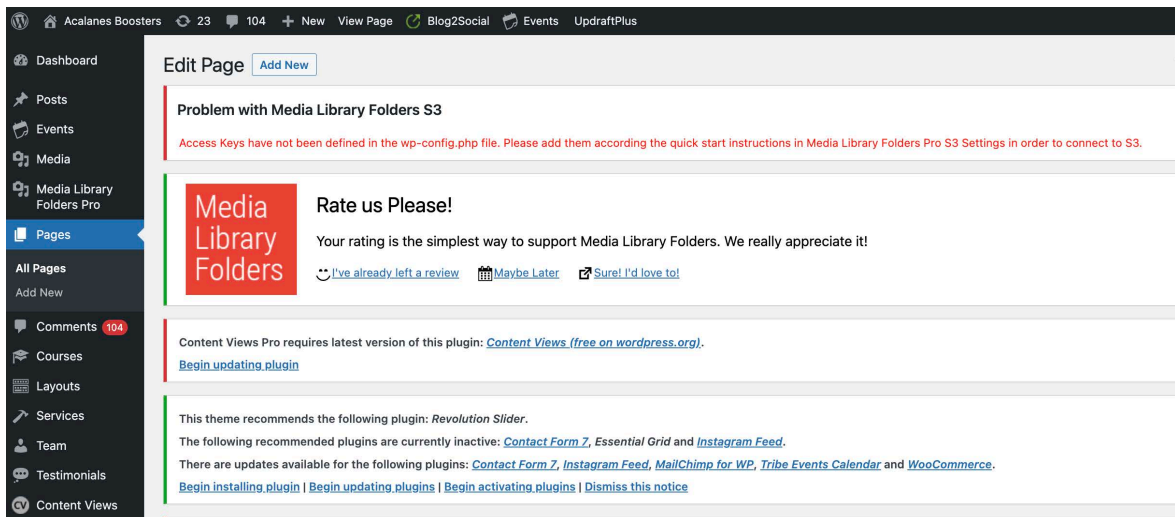 Acalanes Boosters 23 104 + New View Page Blog2Social Events UpdraftPlus
Dashboard
Posts
Events
Media
Media Library
Folders Pro
Pages
All Pages
Add New
Comments 104
Courses
Layouts
Services
Team
Testimonials
CV Content Views
Edit Page Add New
Problem with Media Library Folders S3
Access Keys have not been defined in the wp-config.php file. Please add them according the quick start instructions in Media Library Folders Pro S3 Settings in order to connect to S3.
Media
Library
Folders
Rate us Please!
Your rating is the simplest way to support Media Library Folders. We really appreciate it!
I've already left a review Maybe Later Sure! I'd love to!
Content Views Pro requires latest version of this plugin: Content Views (free on wordpress.org).
Begin updating plugin
This theme recommends the following plugin: Revolution Slider.
The following recommended plugins are currently inactive: Contact Form 7, Essential Grid and Instagram Feed.
There are updates available for the following plugins: Contact Form 7, Instagram Feed, MailChimp for WP, Tribe Events Calendar and WooCommerce.
Begin installing plugin | Begin updating plugins | Begin activating plugins | Dismiss this notice